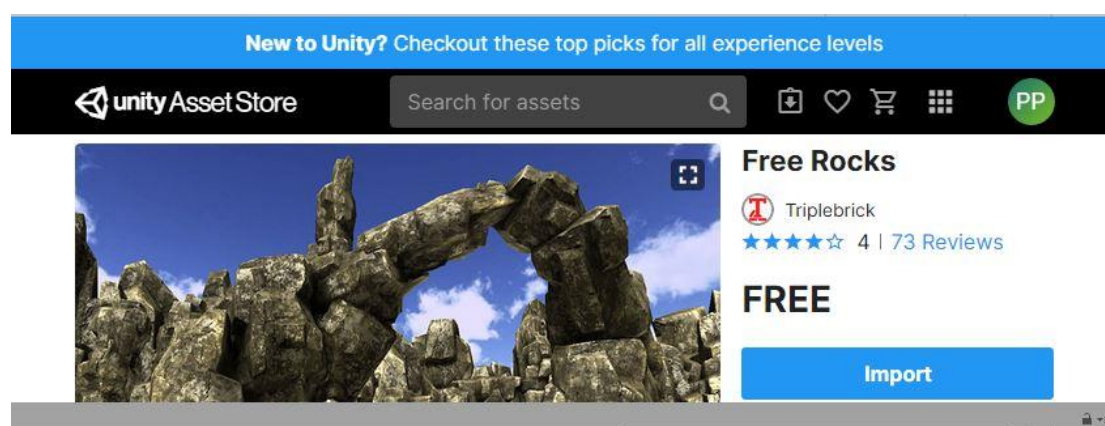 New to Unity? Checkout these top picks for all experience levels
unity Asset Store
Search for assets
PP
Free Rocks
Triplebrick
4 | 73 Reviews
FREE
Import